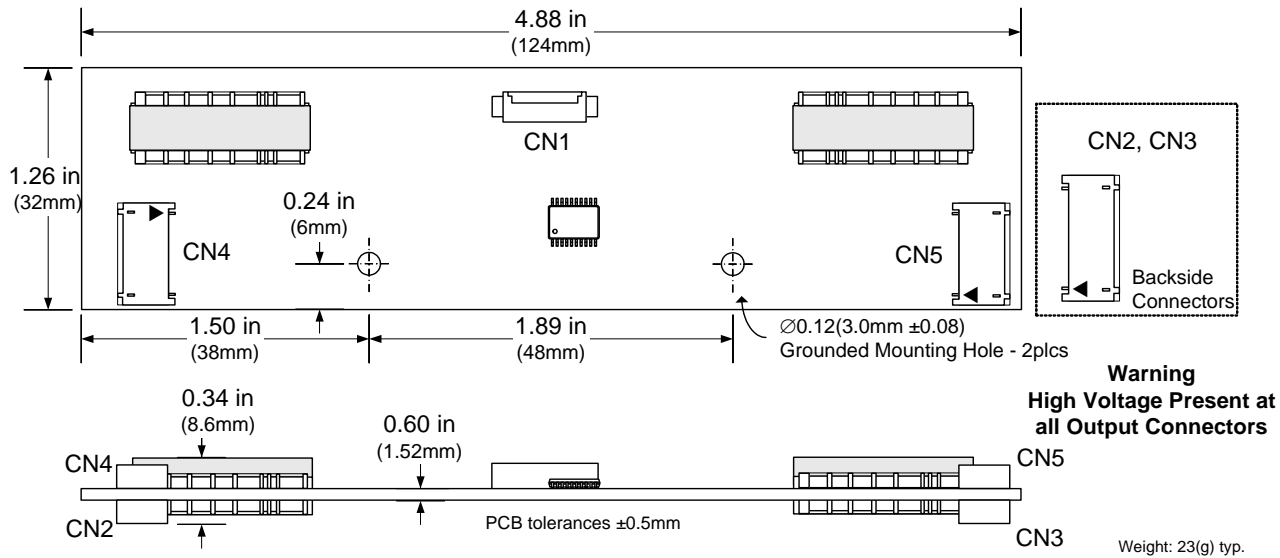 4.88 in
(124mm)
CN1
CN2, CN3
1.26 in
(32mm)
0.24 in
(6mm)
CN4
CN5
Backside
Connectors
1.50 in
(38mm)
1.89 in
(48mm)
∅0.12(3.0mm ±0.08)
Grounded Mounting Hole - 2plcs
Warning
High Voltage Present at
all Output Connectors
0.34 in
(8.6mm)
0.60 in
(1.52mm)
CN4
CN5
CN2
PCB tolerances ±0.5mm
CN3
Weight: 23(g) typ.